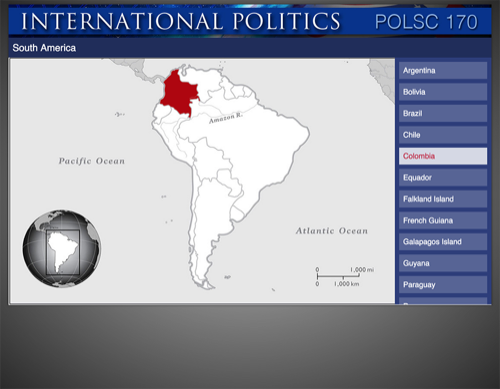 INTERNATIONAL POLITICS
POLSC 170
South America
Argentina
Bolivia
Brazil
Chile
Colombia
Equador
Falkland Island
French Guiana
Galapagos Island
Guyana
Paraguay
Amazon R.
Pacific Ocean
Atlantic Ocean
0 1,000 mi
0 1,000 km